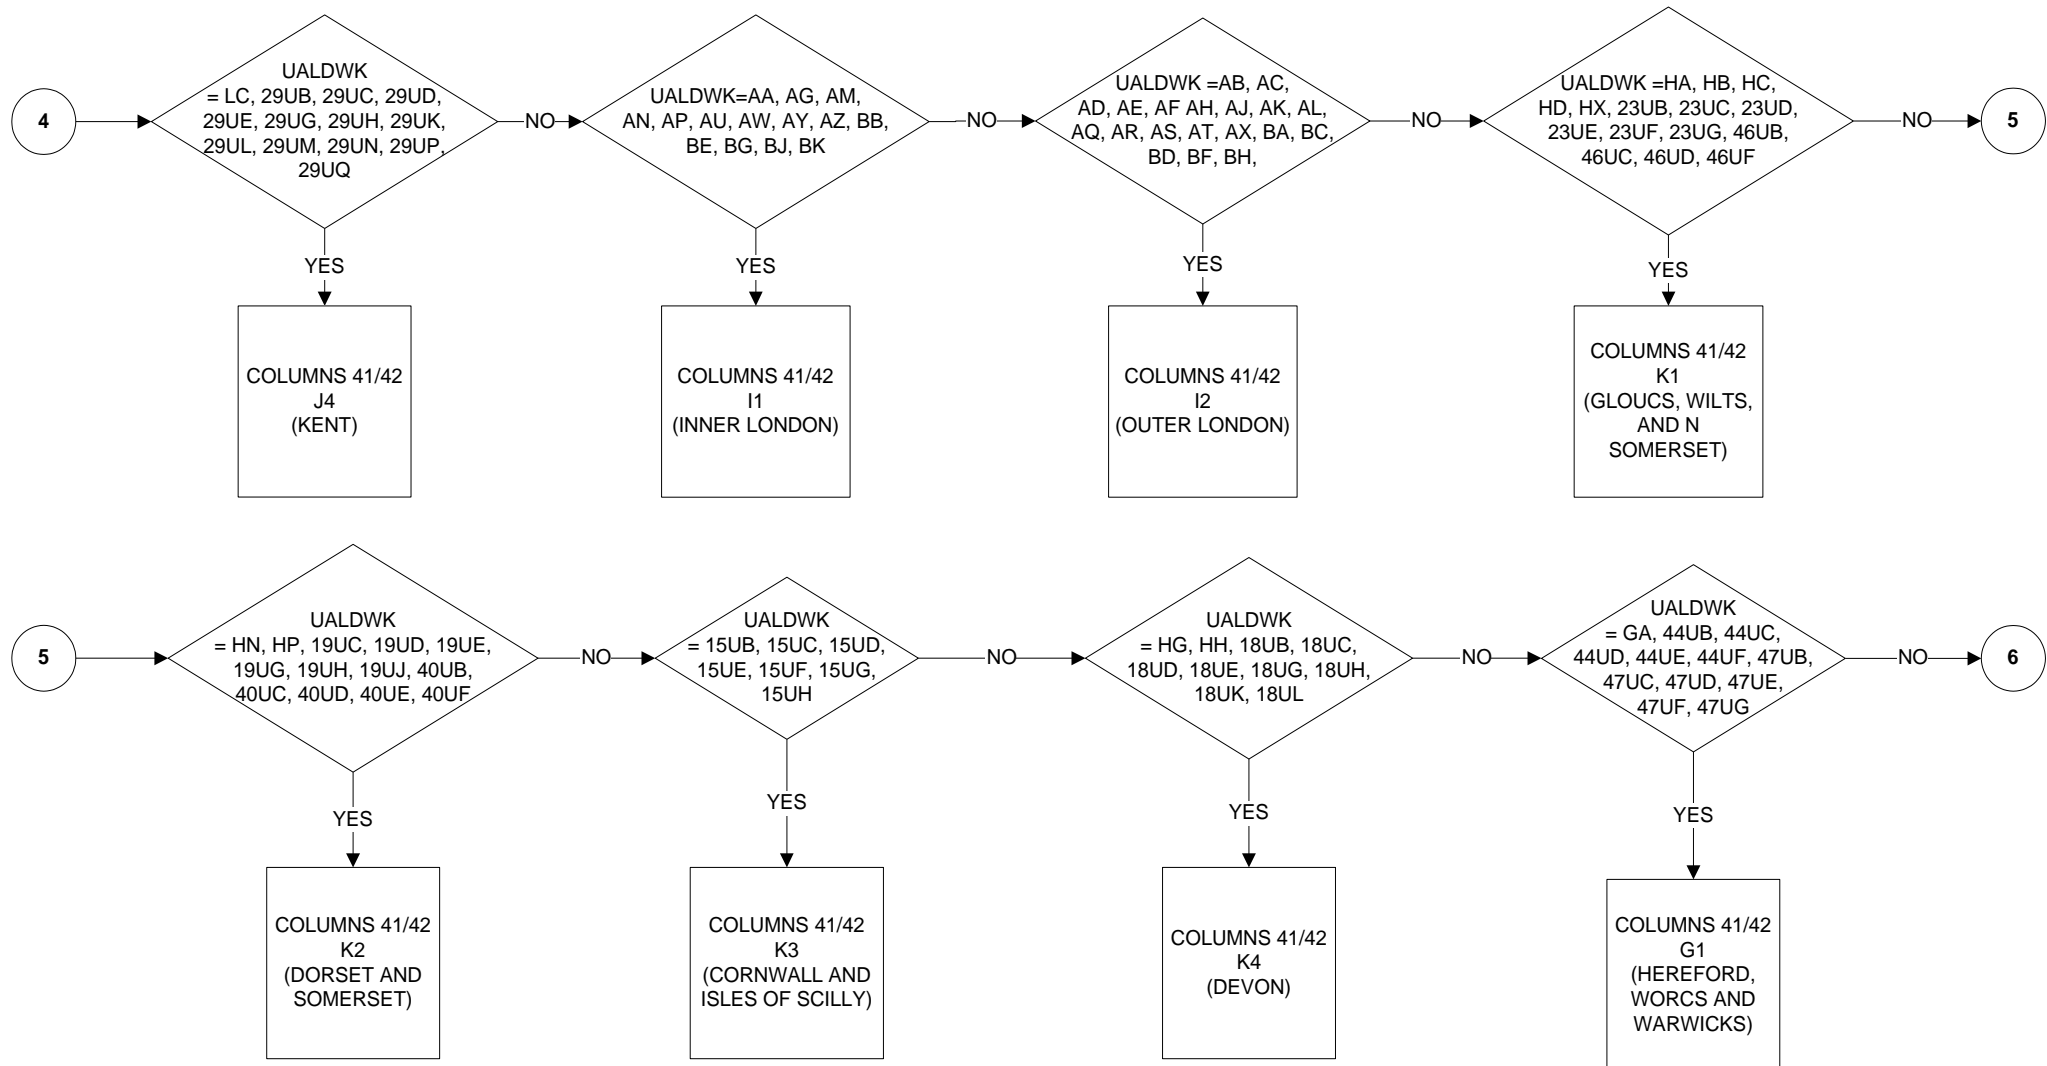 4
UALDWK
= LC, 29UB, 29UC, 29UD,
29UE, 29UG, 29UH, 29UK,
29UL, 29UM, 29UN, 29UP,
29UQ
NO
YES
COLUMNS 41/42
J4
(KENT)
UALDWK=AA, AG, AM,
AN, AP, AU, AW, AY, AZ, BB,
BE, BG, BJ, BK
NO
YES
COLUMNS 41/42
I1
(INNER LONDON)
UALDWK =AB, AC,
AD, AE, AF AH, AJ, AK, AL,
AQ, AR, AS, AT, AX, BA, BC,
BD, BF, BH,
NO
YES
COLUMNS 41/42
I2
(OUTER LONDON)
UALDWK =HA, HB, HC,
HD, HX, 23UB, 23UC, 23UD,
23UE, 23UF, 23UG, 46UB,
46UC, 46UD, 46UF
NO
YES
COLUMNS 41/42
K1
(GLOUCS, WILTS,
AND N
SOMERSET)
5
5
UALDWK
= HN, HP, 19UC, 19UD, 19UE,
19UG, 19UH, 19UJ, 40UB,
40UC, 40UD, 40UE, 40UF
NO
YES
COLUMNS 41/42
K2
(DORSET AND
SOMERSET)
UALDWK
= 15UB, 15UC, 15UD,
15UE, 15UF, 15UG,
15UH
NO
YES
COLUMNS 41/42
K3
(CORNWALL AND
ISLES OF SCILLY)
UALDWK
= HG, HH, 18UB, 18UC,
18UD, 18UE, 18UG, 18UH,
18UK, 18UL
NO
YES
COLUMNS 41/42
K4
(DEVON)
UALDWK
= GA, 44UB, 44UC,
44UD, 44UE, 44UF, 47UB,
47UC, 47UD, 47UE,
47UF, 47UG
NO
YES
COLUMNS 41/42
G1
(HEREFORD,
WORCS AND
WARWICKS)
6